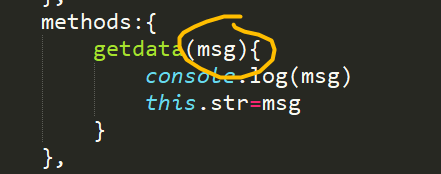 methods:{
getdata(msg){
console.log(msg)
this.str=msg
}
},